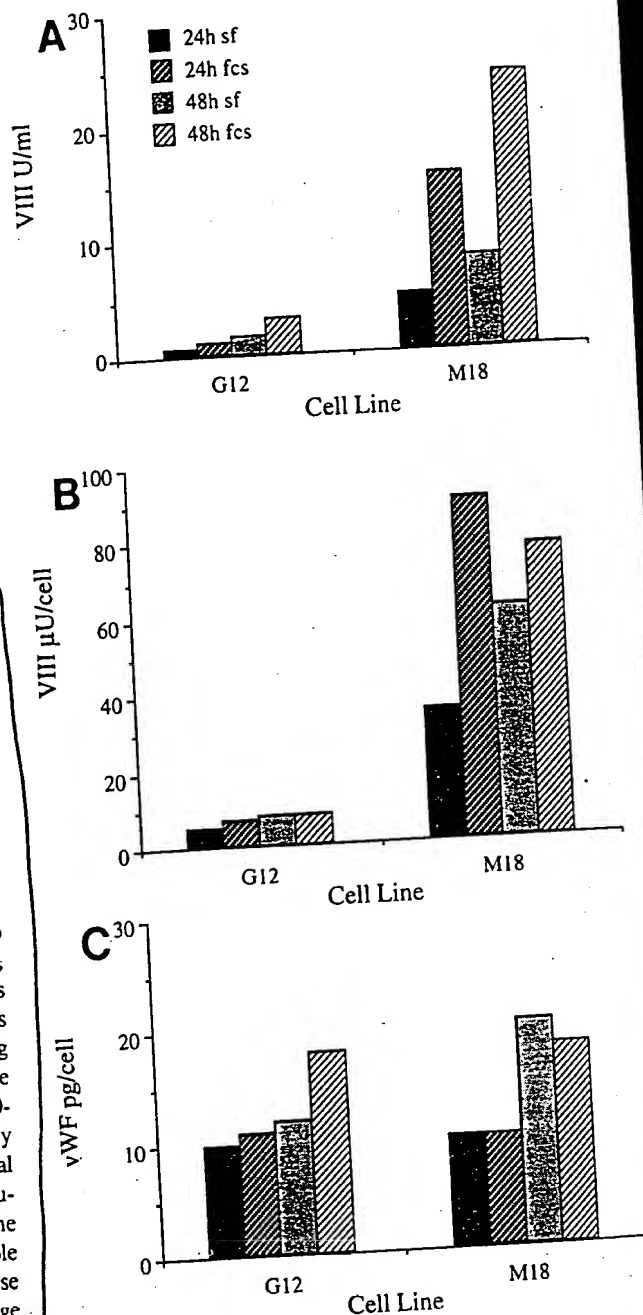 A
30
20
10
0
VIII U/ml
24h sf
24h fcs
48h sf
48h fcs
G12
M18
Cell Line
B
100
80
60
40
20
0
VIII µU/cell
G12
M18
Cell Line
C
30
20
10
0
vWF pg/cell
G12
M18
Cell Line